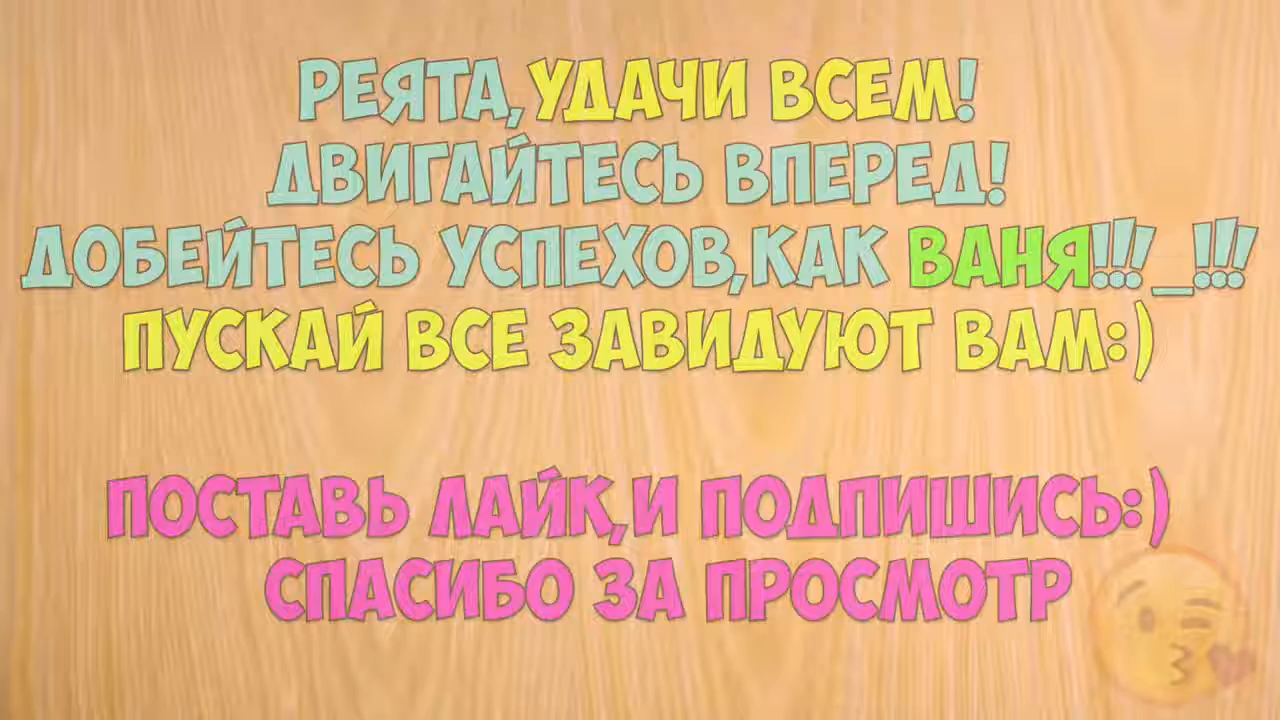 РЕЯТА,УДАЧИ ВСЕМ!
ДВИГАЙТЕСЬ ВПЕРЕД!
ДОБЕЙТЕСЬ УСПЕХОВ,КАК ВАНЯ!!!_!!!
ПУСКАЙ ВСЕ ЗАВИДУЮТ ВАМ:)
ПОСТАВЬ ЛАЙК,И ПОДПИШИСЬ:)
СПАСИБО ЗА ПРОСМОТР